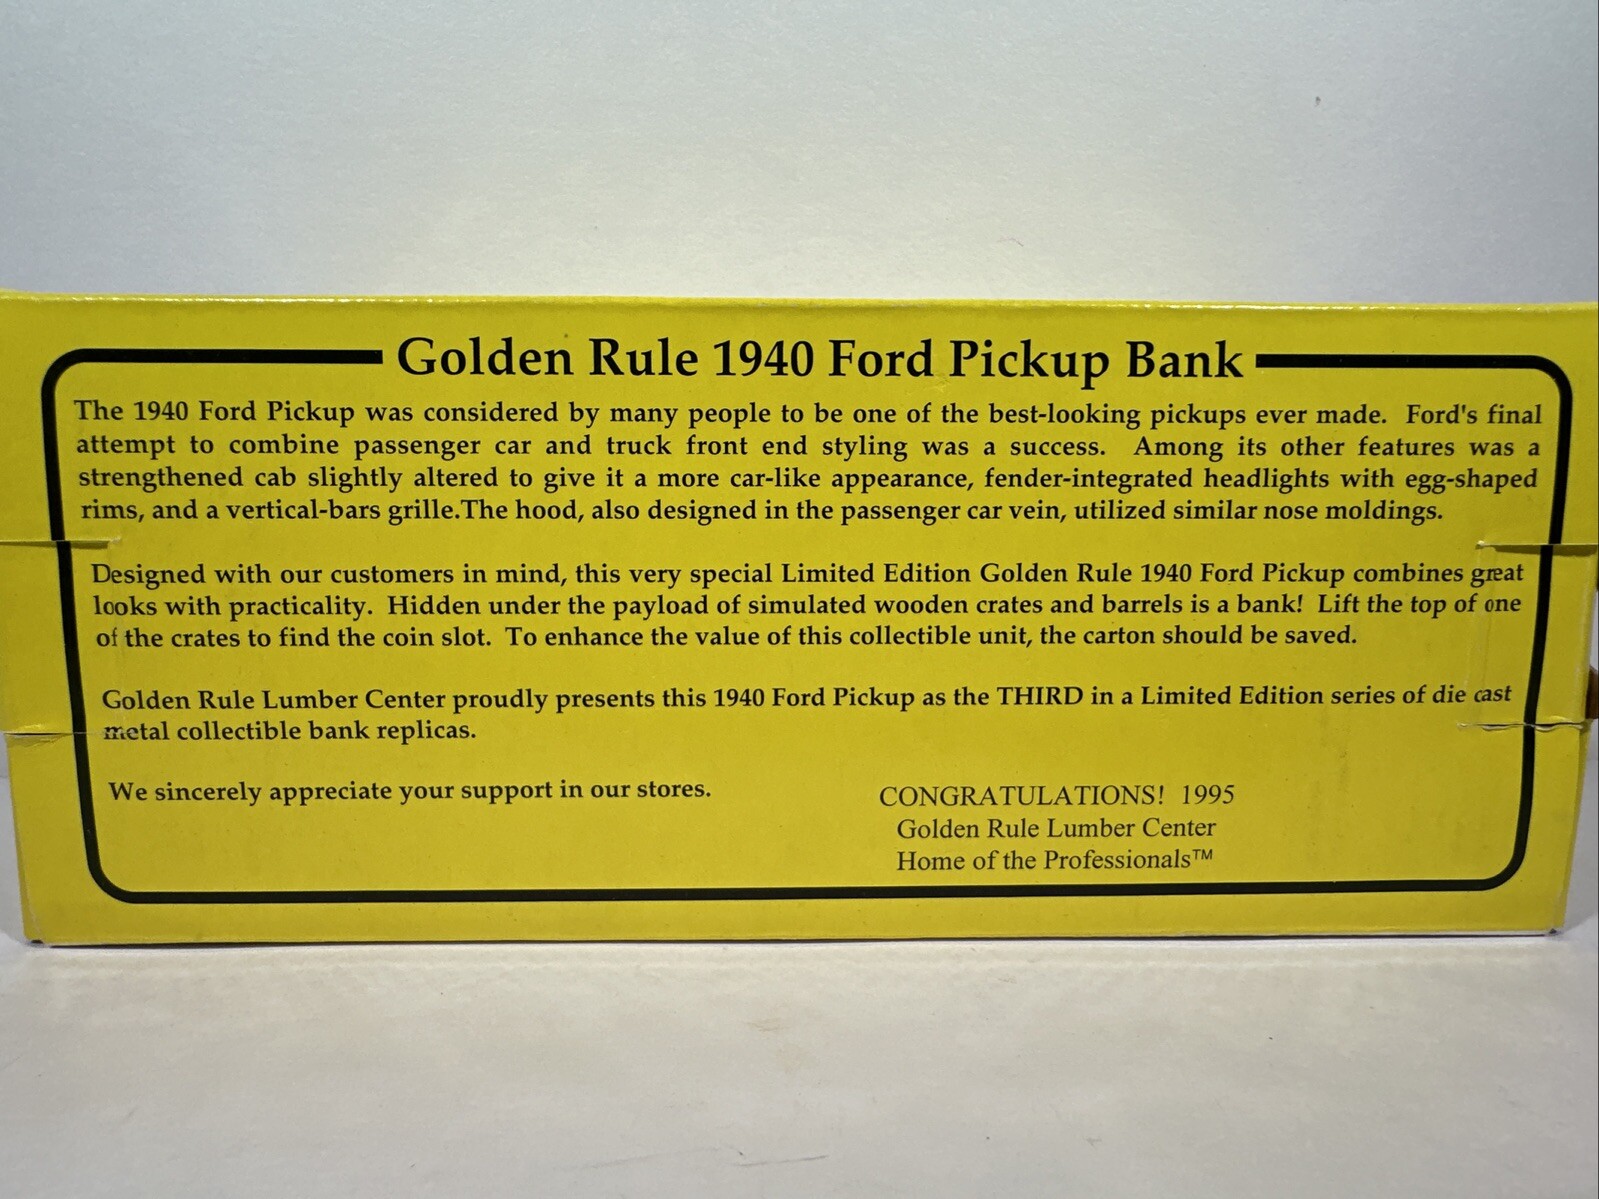 Golden Rule 1940 Ford Pickup Bank
The 1940 Ford Pickup was considered by many people to be one of the best-looking pickups ever made. Ford's final
attempt to combine passenger car and truck front end styling was a success. Among its other features was a
strengthened cab slightly altered to give it a more car-like appearance, fender-integrated headlights with egg-shaped
rims, and a vertical-bars grille.The hood, also designed in the passenger car vein, utilized similar nose moldings.
Designed with our customers in mind, this very special Limited Edition Golden Rule 1940 Ford Pickup combines great
looks with practicality. Hidden under the payload of simulated wooden crates and barrels is a bank! Lift the top of one
of the crates to find the coin slot. To enhance the value of this collectible unit, the carton should be saved.
Golden Rule Lumber Center proudly presents this 1940 Ford Pickup as the THIRD in a Limited Edition series of die cast
metal collectible bank replicas.
We sincerely appreciate your support in our stores.
CONGRATULATIONS! 1995
Golden Rule Lumber Center
Home of the Professionals™